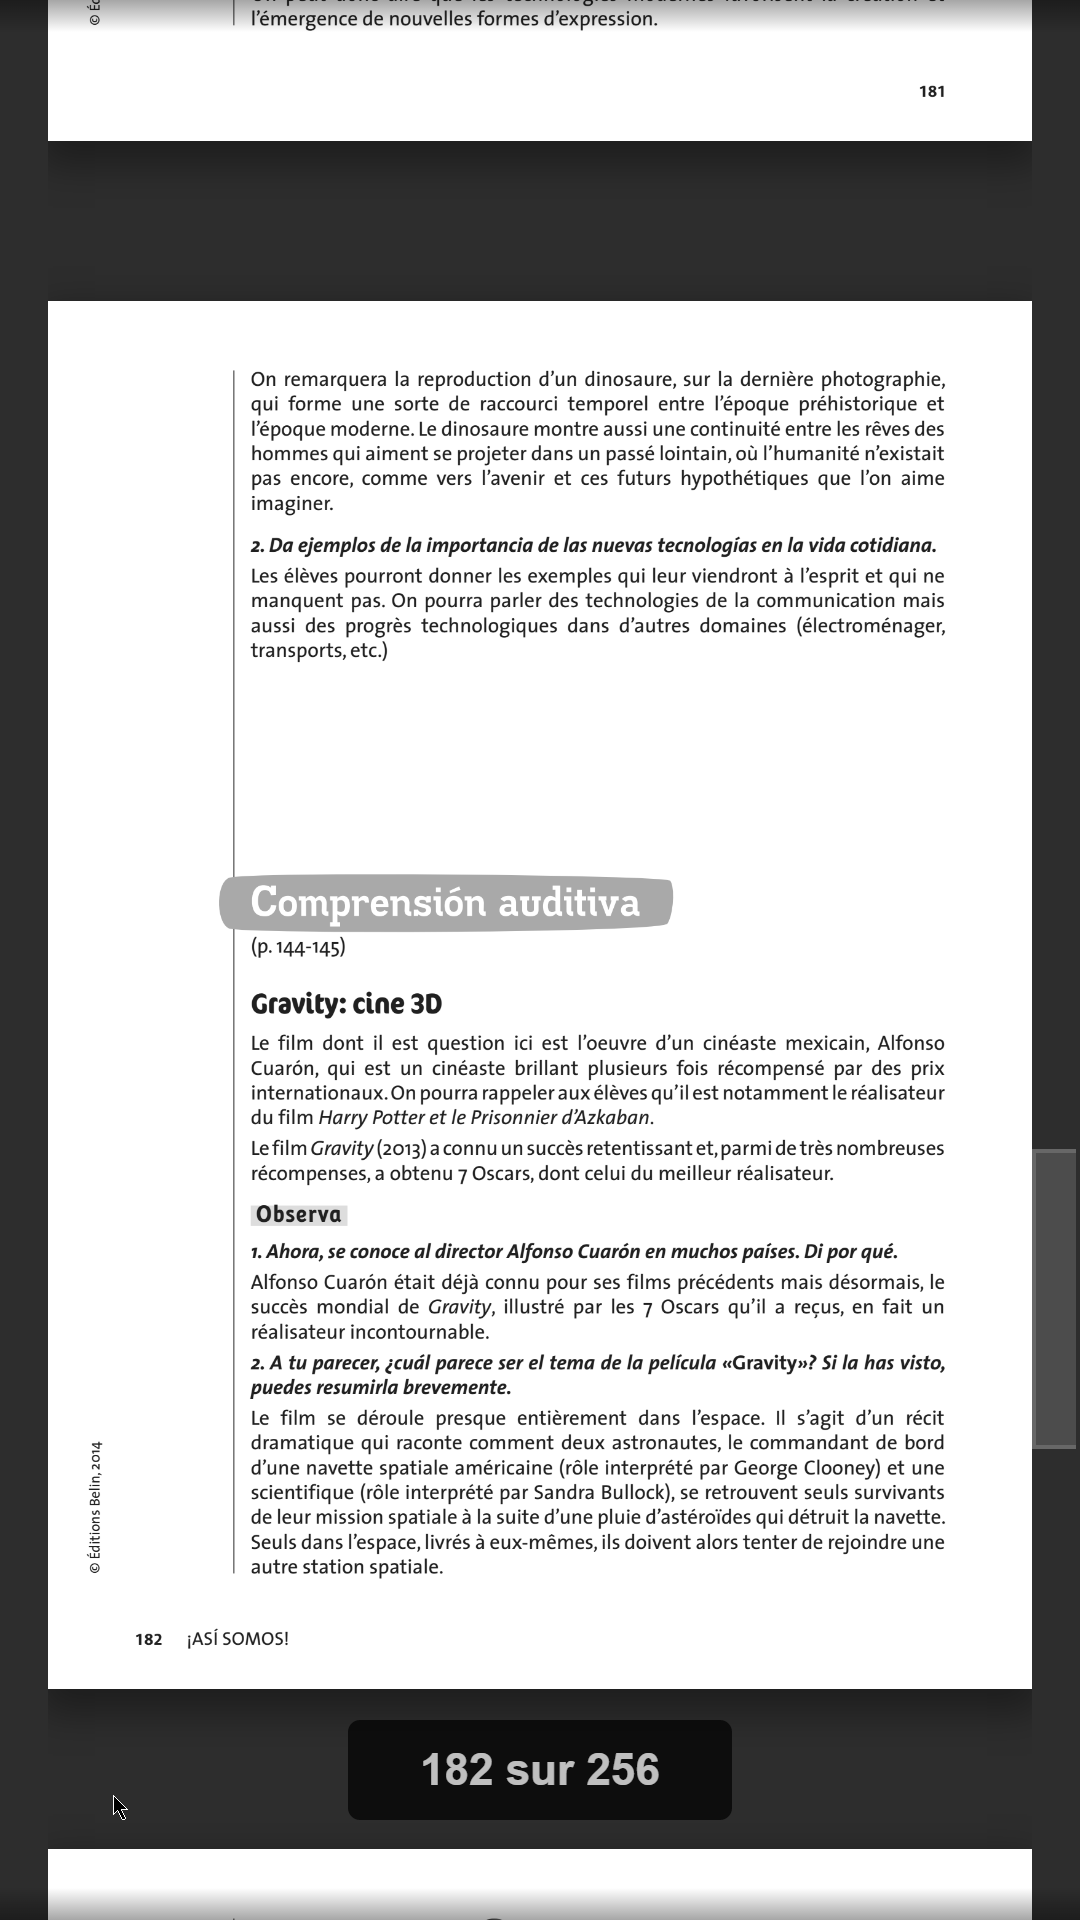 l’émergence de nouvelles formes d’expression.
181
On remarquera la reproduction d’un dinosaure, sur la dernière photographie,
qui forme une sorte de raccourci temporel entre l’époque préhistorique et
l’époque moderne. Le dinosaure montre aussi une continuité entre les rêves des
hommes qui aiment se projeter dans un passé lointain, où l’humanité n’existait
pas encore, comme vers l’avenir et ces futurs hypothétiques que l’on aime
imaginer.
2. Da ejemplos de la importancia de las nuevas tecnologías en la vida cotidiana.
Les élèves pourront donner les exemples qui leur viendront à l’esprit et qui ne
manquent pas. On pourra parler des technologies de la communication mais
aussi des progrès technologiques dans d’autres domaines (électroménager,
transports, etc.)
Comprensión auditiva
(p. 144-145)
Gravity: cine 3D
Le film dont il est question ici est l’oeuvre d’un cinéaste mexicain, Alfonso
Cuarón, qui est un cinéaste brillant plusieurs fois récompensé par des prix
internationaux. On pourra rappeler aux élèves qu’il est notamment le réalisateur
du film Harry Potter et le Prisonnier d’Azkaban.
Le film Gravity (2013) a connu un succès retentissant et, parmi de très nombreuses
récompenses, a obtenu 7 Oscars, dont celui du meilleur réalisateur.
Observa
1. Ahora, se conoce al director Alfonso Cuarón en muchos países. Di por qué.
Alfonso Cuarón était déjà connu pour ses films précédents mais désormais, le
succès mondial de Gravity, illustré par les 7 Oscars qu’il a reçus, en fait un
réalisateur incontournable.
2. A tu parecer, ¿cuál parece ser el tema de la película «Gravity»? Si la has visto,
puedes resumirla brevemente.
Le film se déroule presque entièrement dans l’espace. Il s’agit d’un récit
dramatique qui raconte comment deux astronautes, le commandant de bord
d’une navette spatiale américaine (rôle interprété par George Clooney) et une
scientifique (rôle interprété par Sandra Bullock), se retrouvent seuls survivants
de leur mission spatiale à la suite d’une pluie d’astéroïdes qui détruit la navette.
Seuls dans l’espace, livrés à eux-mêmes, ils doivent alors tenter de rejoindre une
autre station spatiale.
© Éditions Belin, 2014
182 ¡ASÍ SOMOS!
182 sur 256